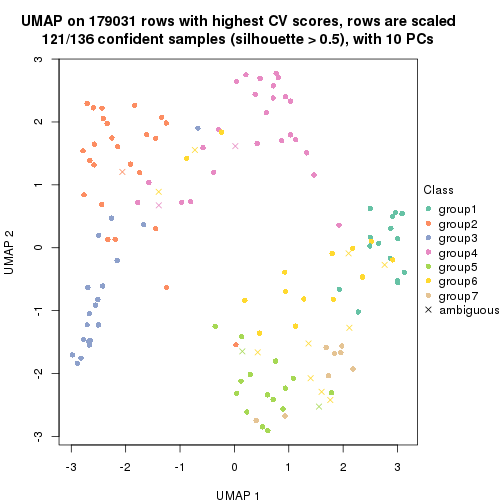 UMAP on 179031 rows with highest CV scores, rows are scaled
121/136 confident samples (silhouette > 0.5), with 10 PCs
3
2
1
0
-1
-2
-3
UMAP 2
-3 -2 -1 0 1 2 3
UMAP 1
Class
group1
group2
group3
group4
group5
group6
group7
ambiguous